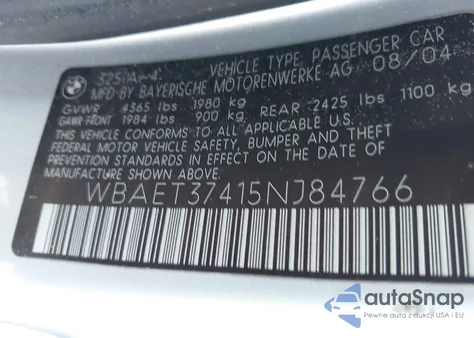 325iA-4 VEHICLE TYPE: PASSENGER CAR
MFD BY BAYERISCHE MOTORENWERKE AG 08/04
GVWR 4365 lbs 1980 kg
GAWR FRONT 1984 lbs 900 kg REAR 2425 lbs 1100 kg
THIS VEHICLE CONFORMS TO ALL APPLICABLE U.S.
FEDERAL MOTOR VEHICLE SAFETY, BUMPER AND THEFT
PREVENTION STANDARDS IN EFFECT ON THE DATE OF
MANUFACTURE SHOWN ABOVE.
WBAET37415NJ84766
autoSnap
Pewne auta z aukcji USA i EU